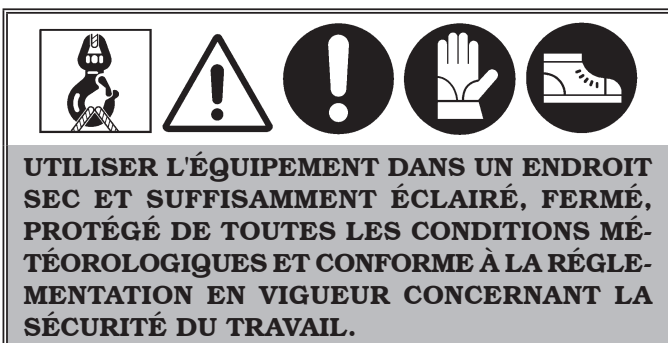 UTILISER L'ÉQUIPEMENT DANS UN ENDROIT
SEC ET SUFFISAMMENT ÉCLAIRÉ, FERMÉ,
PROTÉGÉ DE TOUTES LES CONDITIONS MÉ-
TÉOROLOGIQUES ET CONFORME À LA RÉGLE-
MENTATION EN VIGUEUR CONCERNANT LA
SÉCURITÉ DU TRAVAIL.